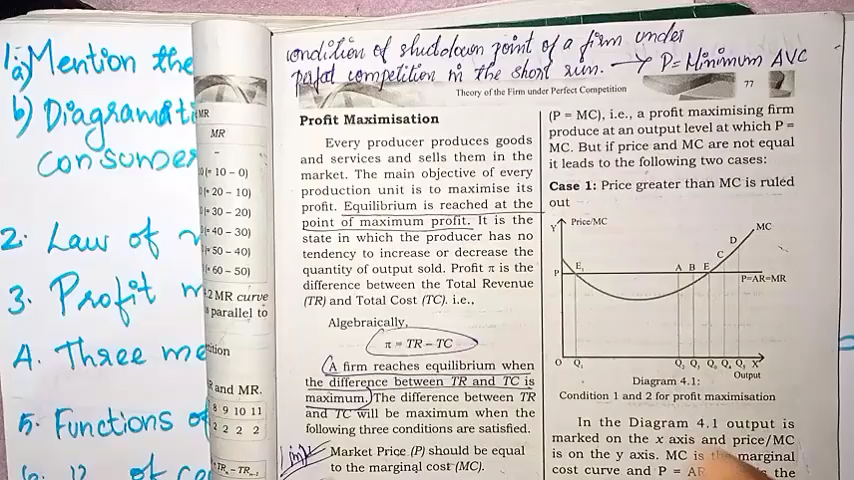 1.a) Mention the
b) Diagramati
consumer
2. Law of
3. Profit
4. Three me
5. Functions of
of co
MR
MR
-
0(= 10 - 0)
0(= 20 - 10)
0(= 30 - 20)
0(= 40 - 30)
0(= 50 - 40)
0(= 60 - 50)
MR curve
parallel to
and MR.
8 9 10 11
2 2 2 2
condition of shutdown point of a firm under
perfect competition in the short run. → P = Minimum AVC
Theory of the Firm under Perfect Competition
77
Profit Maximisation
Every producer produces goods
and services and sells them in the
market. The main objective of every
production unit is to maximise its
profit. Equilibrium is reached at the
point of maximum profit. It is the
state in which the producer has no
tendency to increase or decrease the
quantity of output sold. Profit π is the
difference between the Total Revenue
(TR) and Total Cost (TC). i.e.,
Algebraically,
π = TR - TC
A firm reaches equilibrium when
the difference between TR and TC is
maximum. The difference between TR
and TC will be maximum when the
following three conditions are satisfied.
Market Price (P) should be equal
to the marginal cost (MC).
(P = MC), i.e., a profit maximising firm
produce at an output level at which P =
MC. But if price and MC are not equal
it leads to the following two cases:
Case 1: Price greater than MC is ruled
out
Y Price/MC
MC
D
C
P E₁ A B E
P=AR=MR
O Q₁ Q₂ Q₃ Q₀ Q₄ Q₅ X
Output
Diagram 4.1:
Condition 1 and 2 for profit maximisation
In the Diagram 4.1 output is
marked on the x axis and price/MC
is on the y axis. MC is the marginal
cost curve and P = AR the